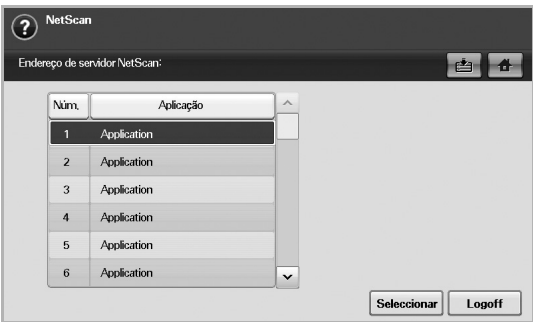 ? NetScan
Endereço de servidor NetScan:
Núm. Aplicação
1 Application
2 Application
3 Application
4 Application
5 Application
6 Application
Seleccionar Logoff